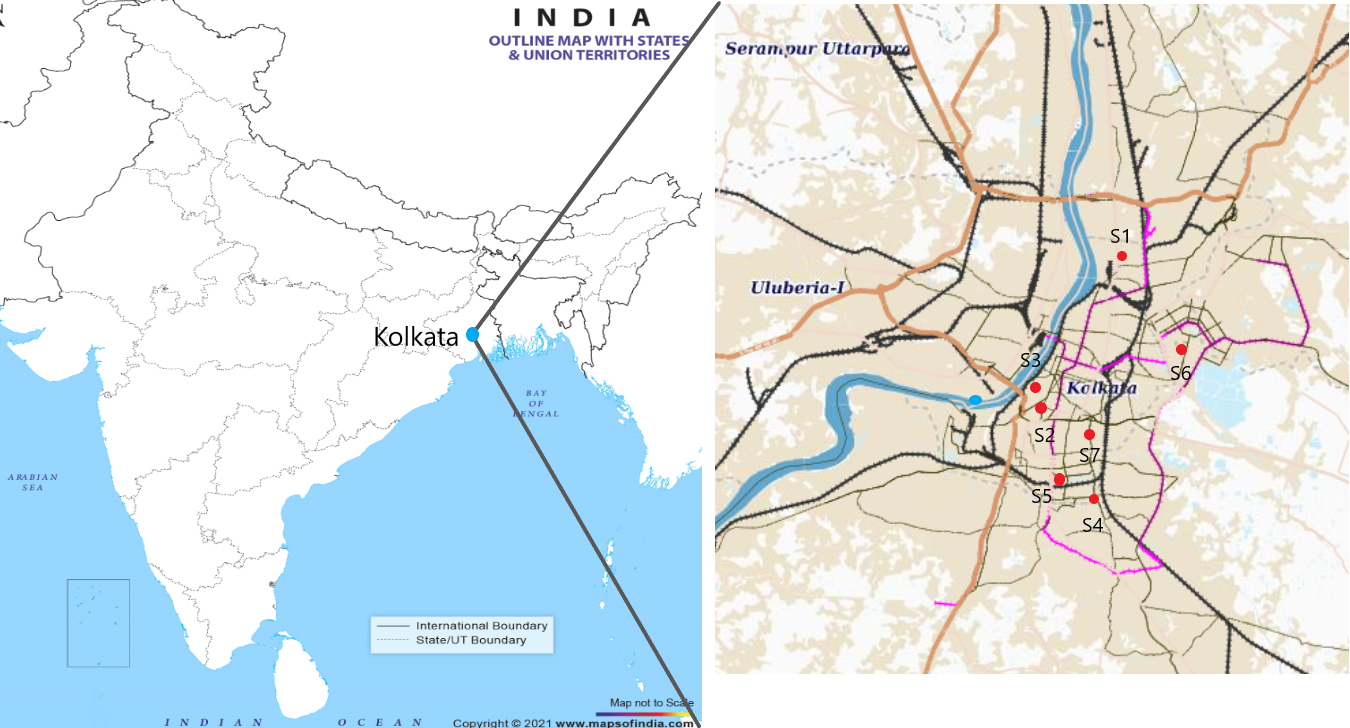 INDIA
OUTLINE MAP WITH STATES
& UNION TERRITORIES
Kolkata
BAY
OF
BENGAL
ARABIAN
SEA
International Boundary
State/UT Boundary
Map not to Scale
INDIAN OCEAN
Copyright © 2021 www.mapsofindia.com
Serampur Uttarpara
S1
Uluberia-I
S3
S6
Kolkata
S2
S7
S5
S4